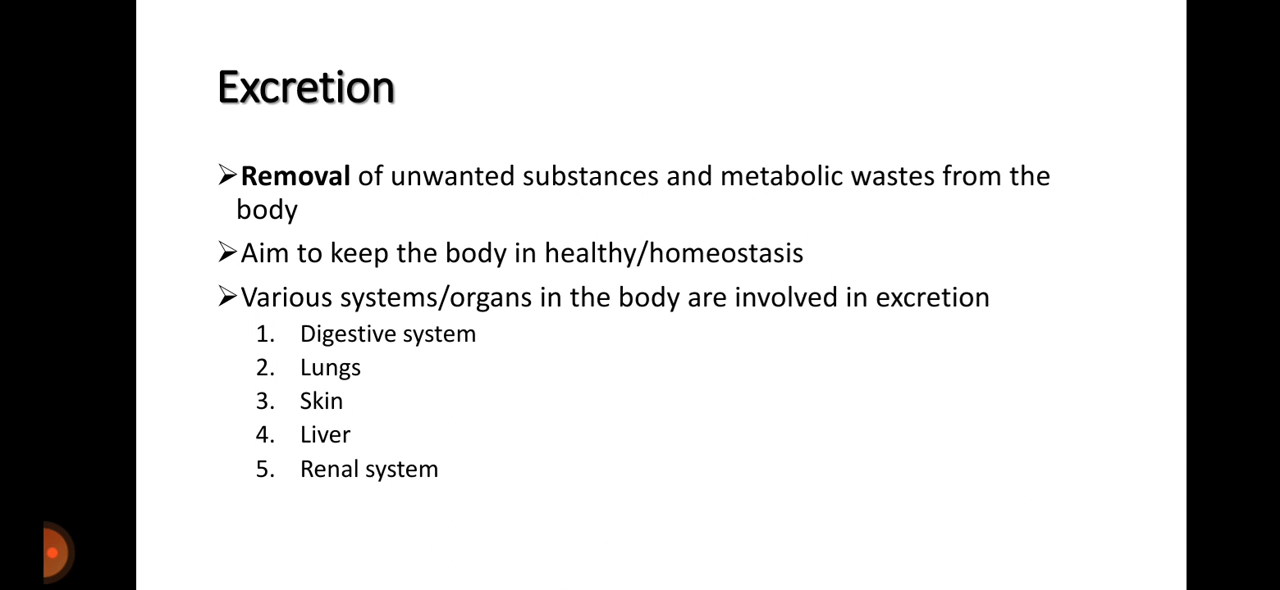 Excretion
➢Removal of unwanted substances and metabolic wastes from the
body
➢Aim to keep the body in healthy/homeostasis
➢Various systems/organs in the body are involved in excretion
1. Digestive system
2. Lungs
3. Skin
4. Liver
5. Renal system